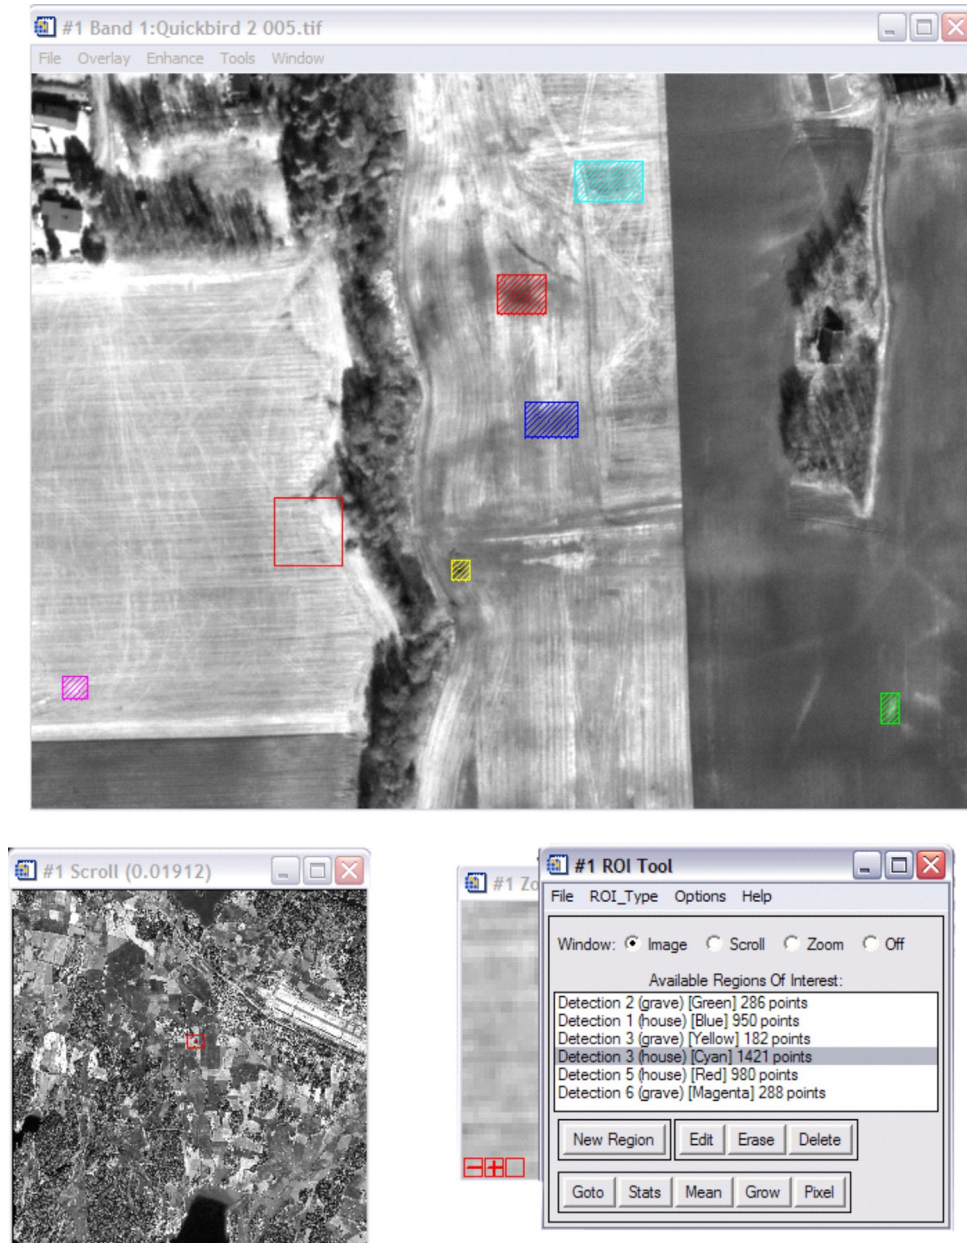 #1 Band 1:Quickbird 2 005.tif
File Overlay Enhance Tools Window
#1 Scroll (0.01912)
#1 Zo
#1 ROI Tool
File ROI_Type Options Help
Window: Image Scroll Zoom Off
Available Regions Of Interest:
Detection 2 (grave) [Green] 286 points
Detection 1 (house) [Blue] 950 points
Detection 3 (grave) [Yellow] 182 points
Detection 3 (house) [Cyan] 1421 points
Detection 5 (house) [Red] 980 points
Detection 6 (grave) [Magenta] 288 points
New Region Edit Erase Delete
Goto Stats Mean Grow Pixel